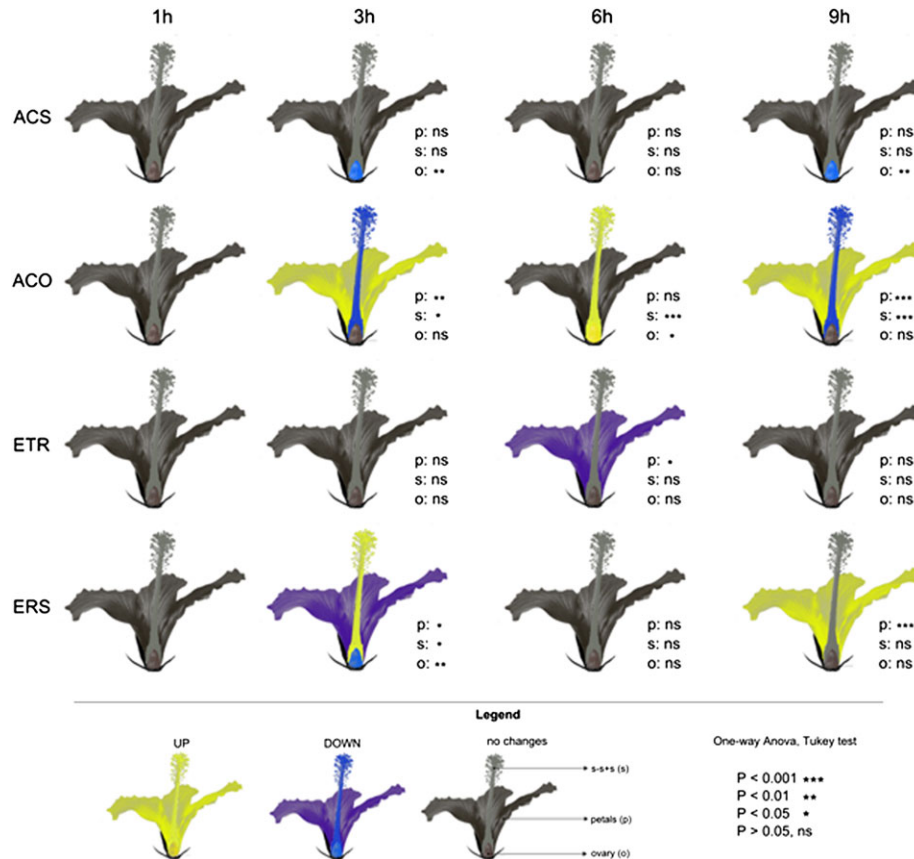 1h 3h 6h 9h
ACS
p: ns
s: ns
o: **
p: ns
s: ns
o: ns
p: ns
s: ns
o: **
ACO
p: **
s: *
o: ns
p: ns
s: ***
o: *
p: ***
s: ***
o: ns
ETR
p: ns
s: ns
o: ns
p: *
s: ns
o: ns
p: ns
s: ns
o: ns
ERS
p: *
s: *
o: **
p: ns
s: ns
o: ns
p: ***
s: ns
o: ns
Legend
UP DOWN no changes One-way Anova, Tukey test
s-s+s (s)
petals (p)
ovary (o)
P < 0.001 ***
P < 0.01 **
P < 0.05 *
P > 0.05, ns